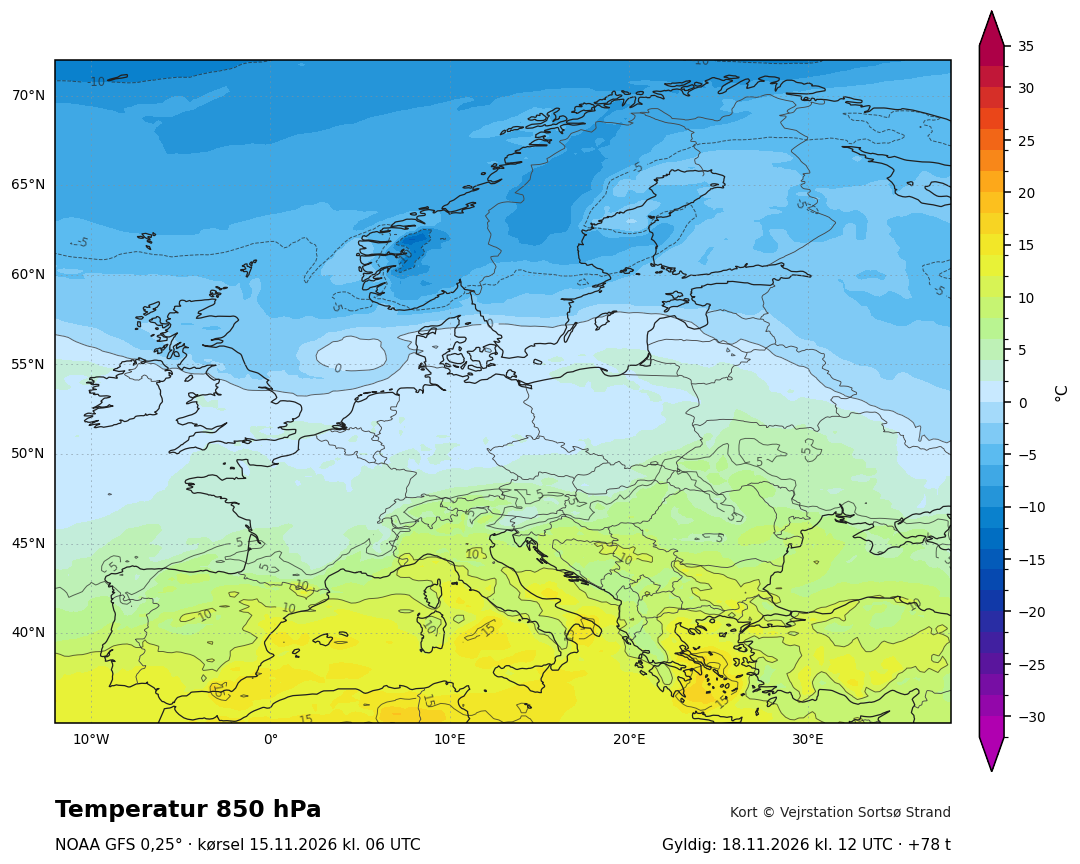 35
30
25
20
15
10
5
0
−5
−10
−15
−20
−25
−30
°C
70°N
65°N
60°N
55°N
50°N
45°N
40°N
10W 0° 10°E 20°E 30°E
Temperatur 850 hPa
Kort © Vejrstation Sortsø Strand
NOAA GFS 0,25° · kørsel 15.11.2026 kl. 06 UTC
Gyldig: 18.11.2026 kl. 12 UTC · +78 t